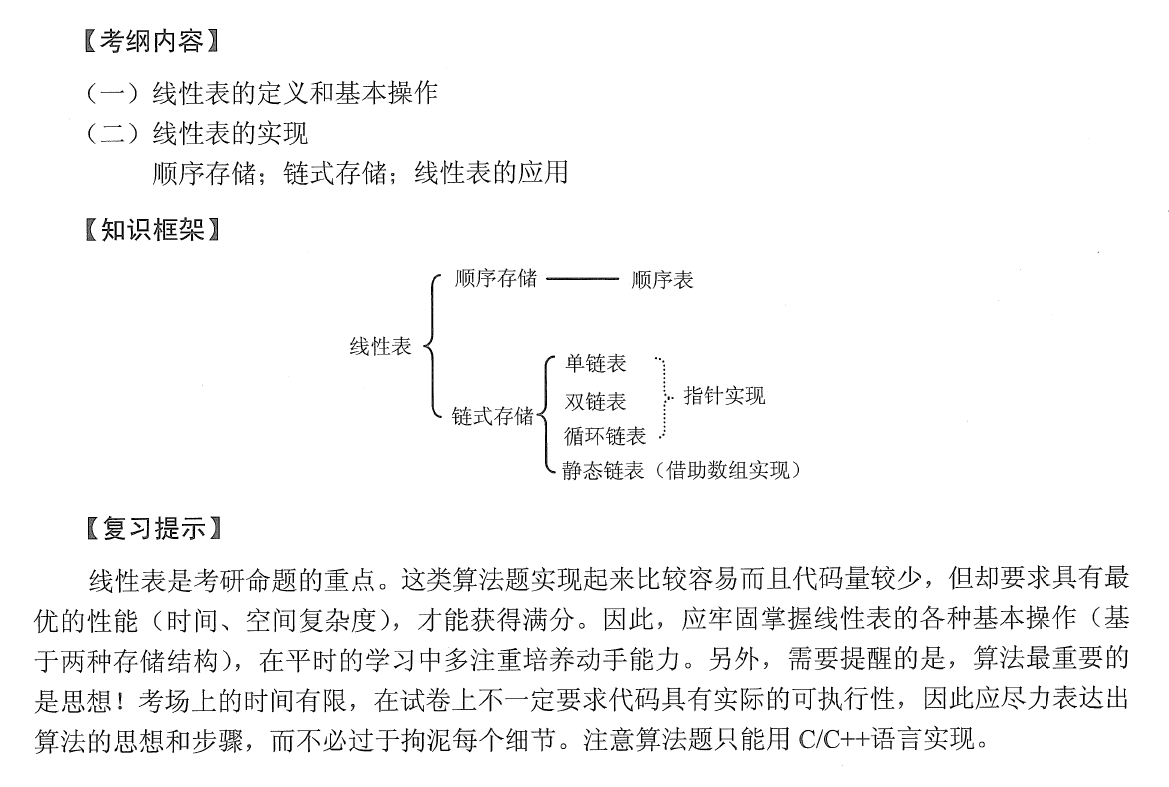 【考纲内容】
（一）线性表的定义和基本操作
（二）线性表的实现
顺序存储；链式存储；线性表的应用
【知识框架】
顺序存储 顺序表
线性表
单链表
双链表 指针实现
链式存储
循环链表
静态链表（借助数组实现）
【复习提示】
线性表是考研命题的重点。这类算法题实现起来比较容易而且代码量较少，但却要求具有最
优的性能（时间、空间复杂度），才能获得满分。因此，应牢固掌握线性表的各种基本操作（基
于两种存储结构），在平时的学习中多注重培养动手能力。另外，需要提醒的是，算法最重要的
是思想！考场上的时间有限，在试卷上不一定要求代码具有实际的可执行性，因此应尽力表达出
算法的思想和步骤，而不必过于拘泥每个细节。注意算法题只能用 C/C++语言实现。